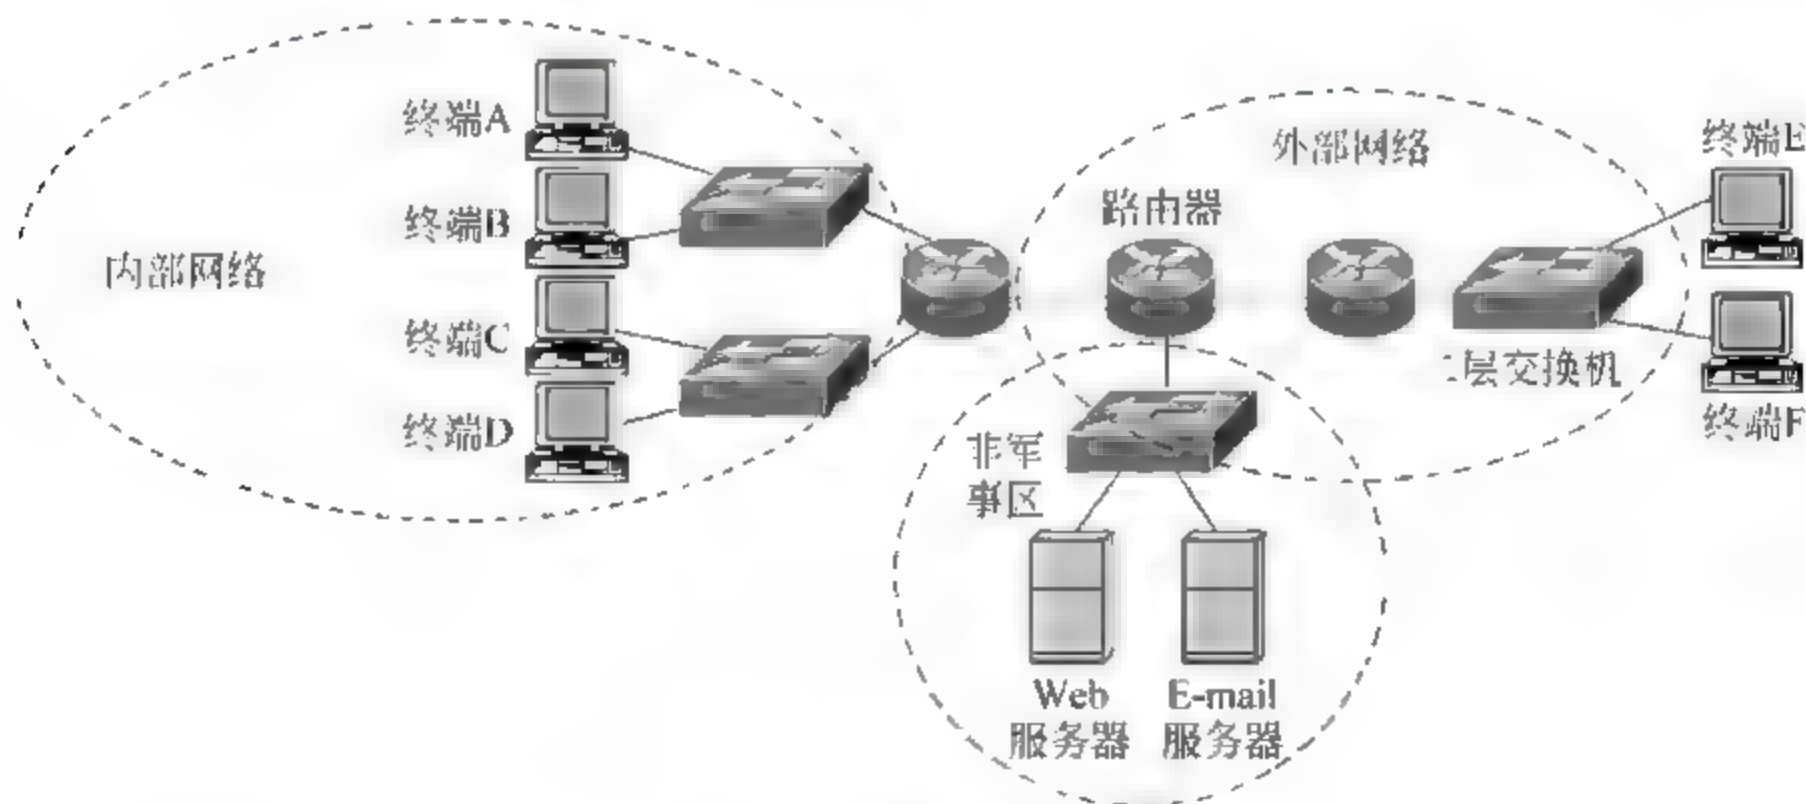 终端A
终端B
内部网络
终端C
终端D
外部网络
路由器
终端E
二层交换机
终端F
非军
事区
Web
服务器
E-mail
服务器